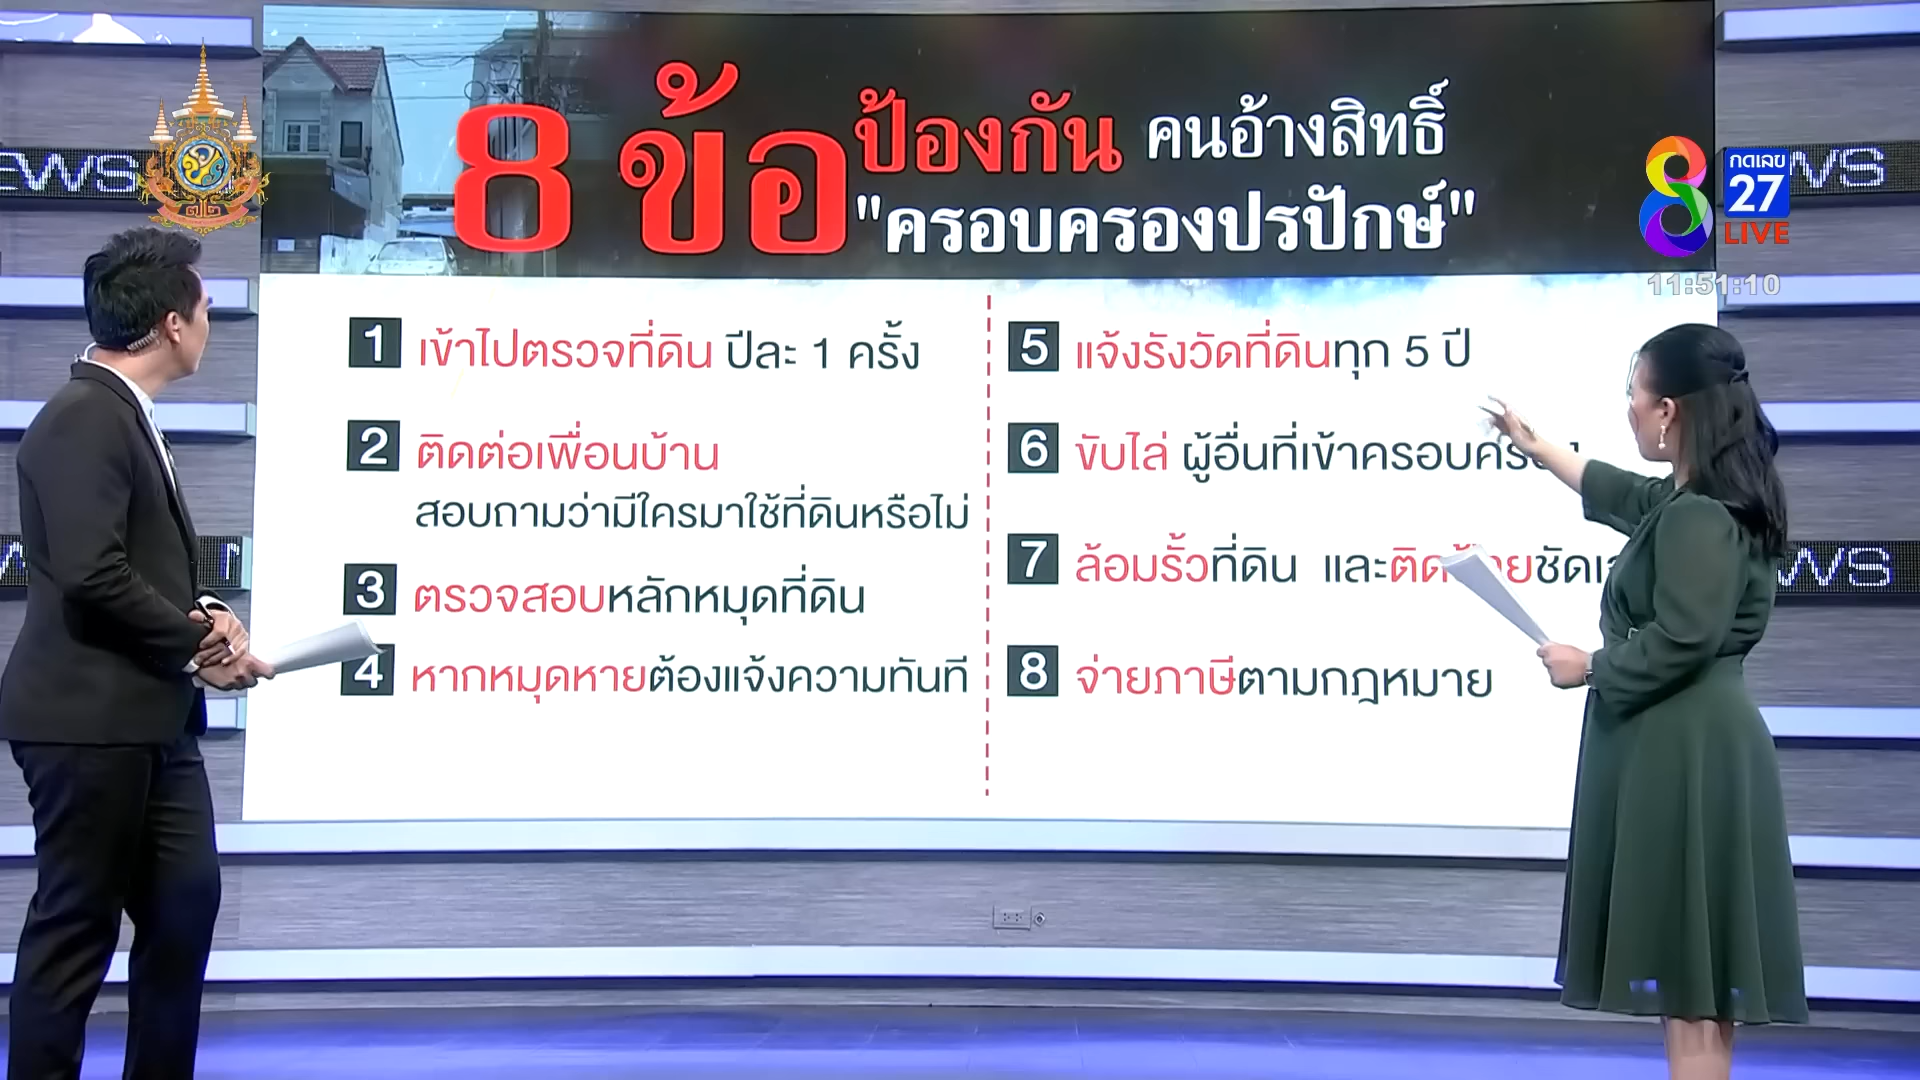 8 ข้อ
ป้องกัน คนอ้างสิทธิ์
"ครอบครองปรปักษ์"
กดเลข
27
LIVE
11:51:10
EWS
EWS
1 เข้าไปตรวจที่ดิน ปีละ 1 ครั้ง
2 ติดต่อเพื่อนบ้าน
สอบถามว่ามีใครมาใช้ที่ดินหรือไม่
3 ตรวจสอบหลักหมุดที่ดิน
4 หากหมุดหายต้องแจ้งความทันที
5 แจ้งรังวัดที่ดินทุก 5 ปี
6 ขับไล่ ผู้อื่นที่เข้าครอบครอง
7 ล้อมรั้วที่ดิน และติดป้ายชัดเ
8 จ่ายภาษีตามกฎหมาย